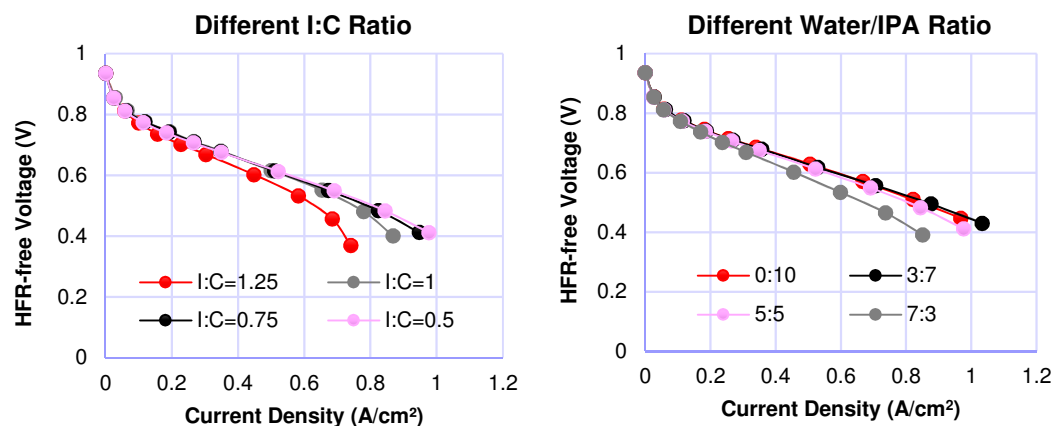 Different I:C Ratio
1
0.8
0.6
0.4
0.2
0
HFR-free Voltage (V)
I:C=1.25
I:C=1
I:C=0.75
I:C=0.5
0 0.2 0.4 0.6 0.8 1 1.2
Current Density (A/cm²)
Different Water/IPA Ratio
1
0.8
0.6
0.4
0.2
0
HFR-free Voltage (V)
0:10
3:7
5:5
7:3
0 0.2 0.4 0.6 0.8 1 1.2
Current Density (A/cm²)